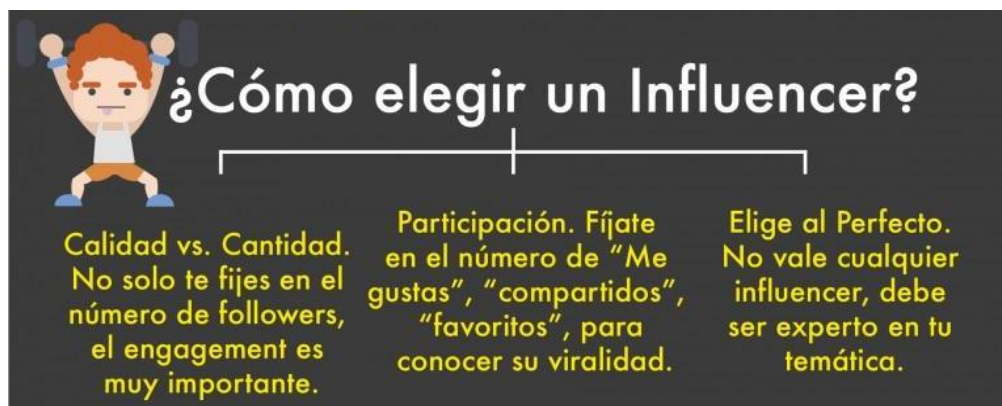 ¿Cómo elegir un Influencer?
Calidad vs. Cantidad.
No solo te fijes en el
número de followers,
el engagement es
muy importante.
Participación. Fíjate
en el número de “Me
gustas”, “compartidos”,
“favoritos”, para
conocer su viralidad.
Elige al Perfecto.
No vale cualquier
influencer, debe
ser experto en tu
temática.